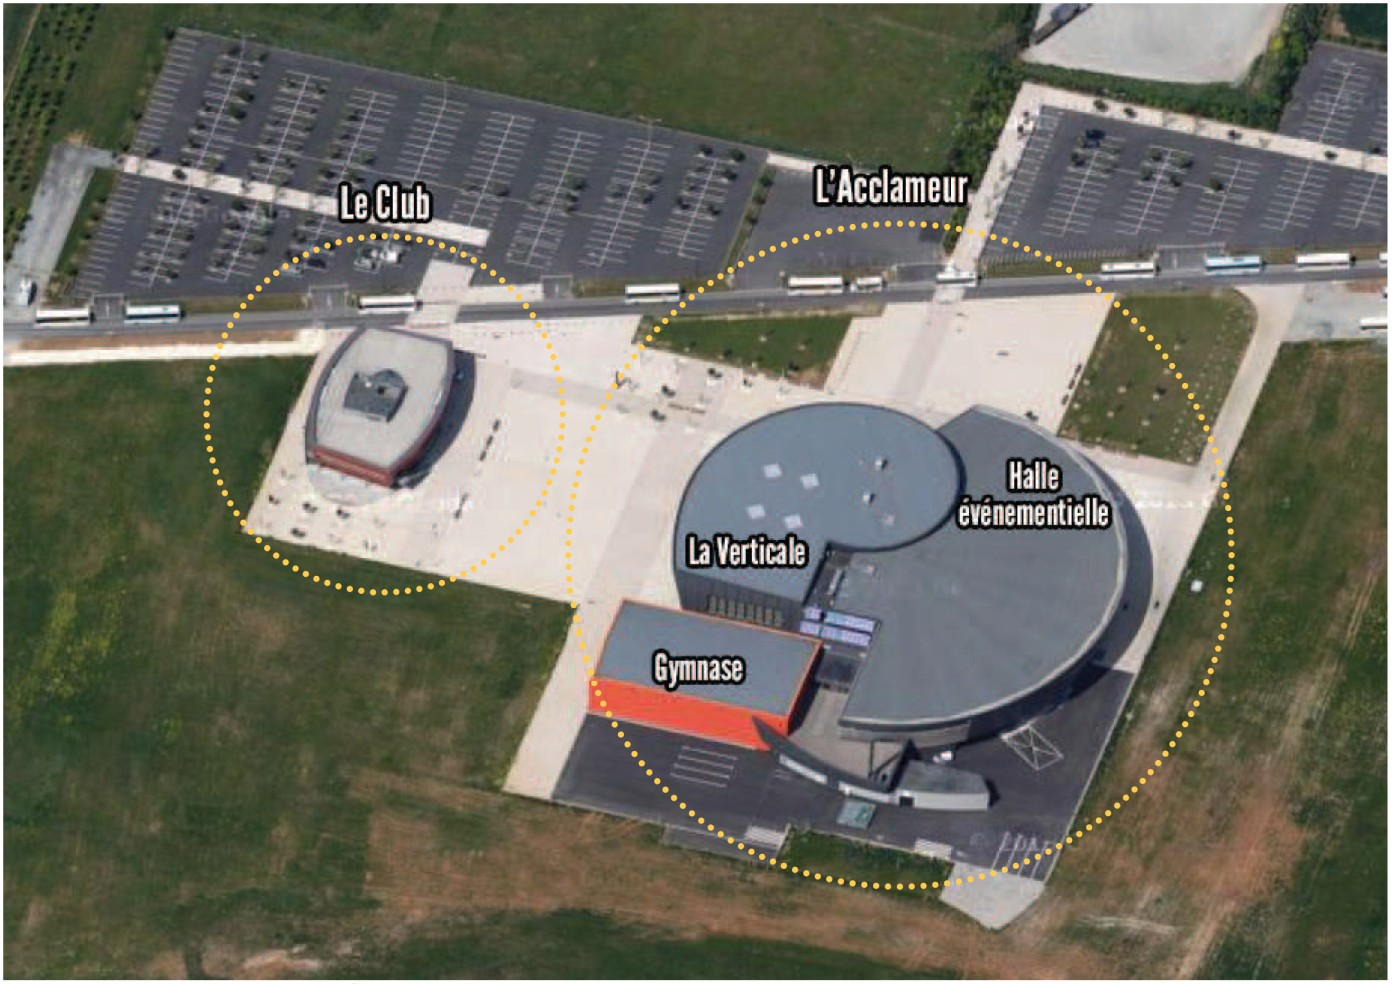 Le Club
L'Acclameur
Halle
événementielle
La Verticale
Gymnase